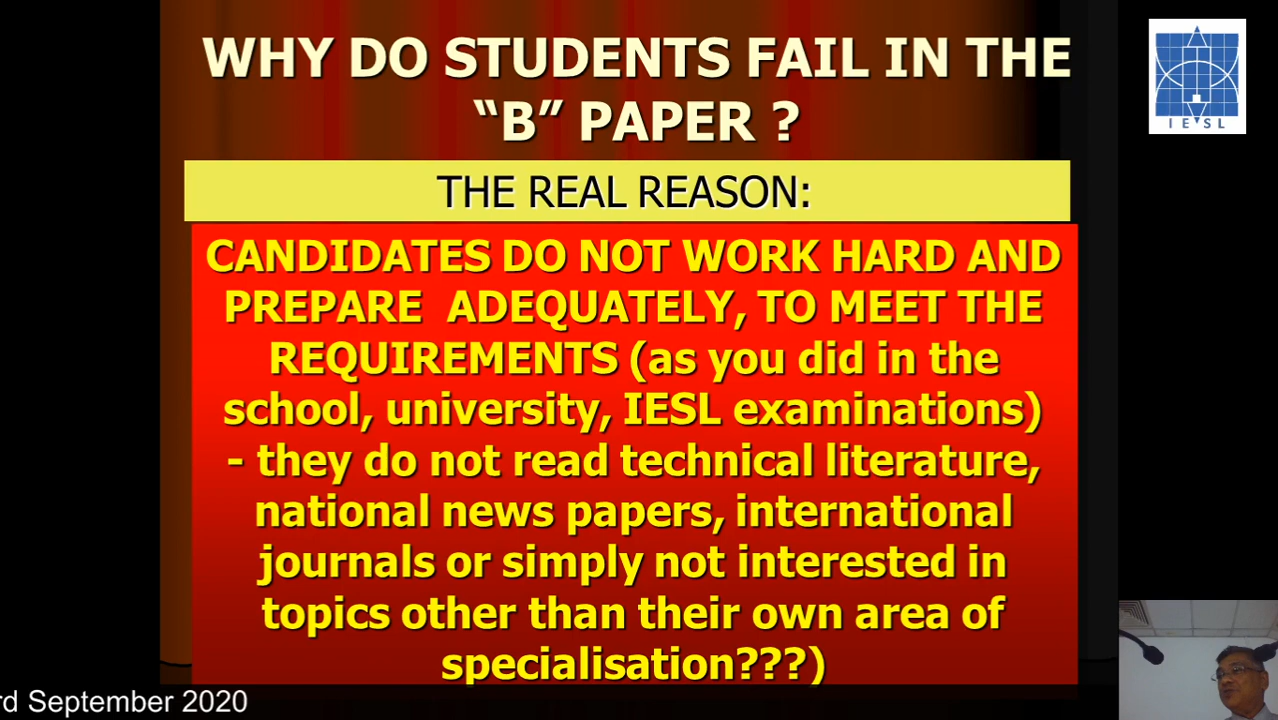 WHY DO STUDENTS FAIL IN THE
“B” PAPER ?
THE REAL REASON:
CANDIDATES DO NOT WORK HARD AND
PREPARE ADEQUATELY, TO MEET THE
REQUIREMENTS (as you did in the
school, university, IESL examinations)
- they do not read technical literature,
national news papers, international
journals or simply not interested in
topics other than their own area of
specialisation???)
IESL
rd September 2020